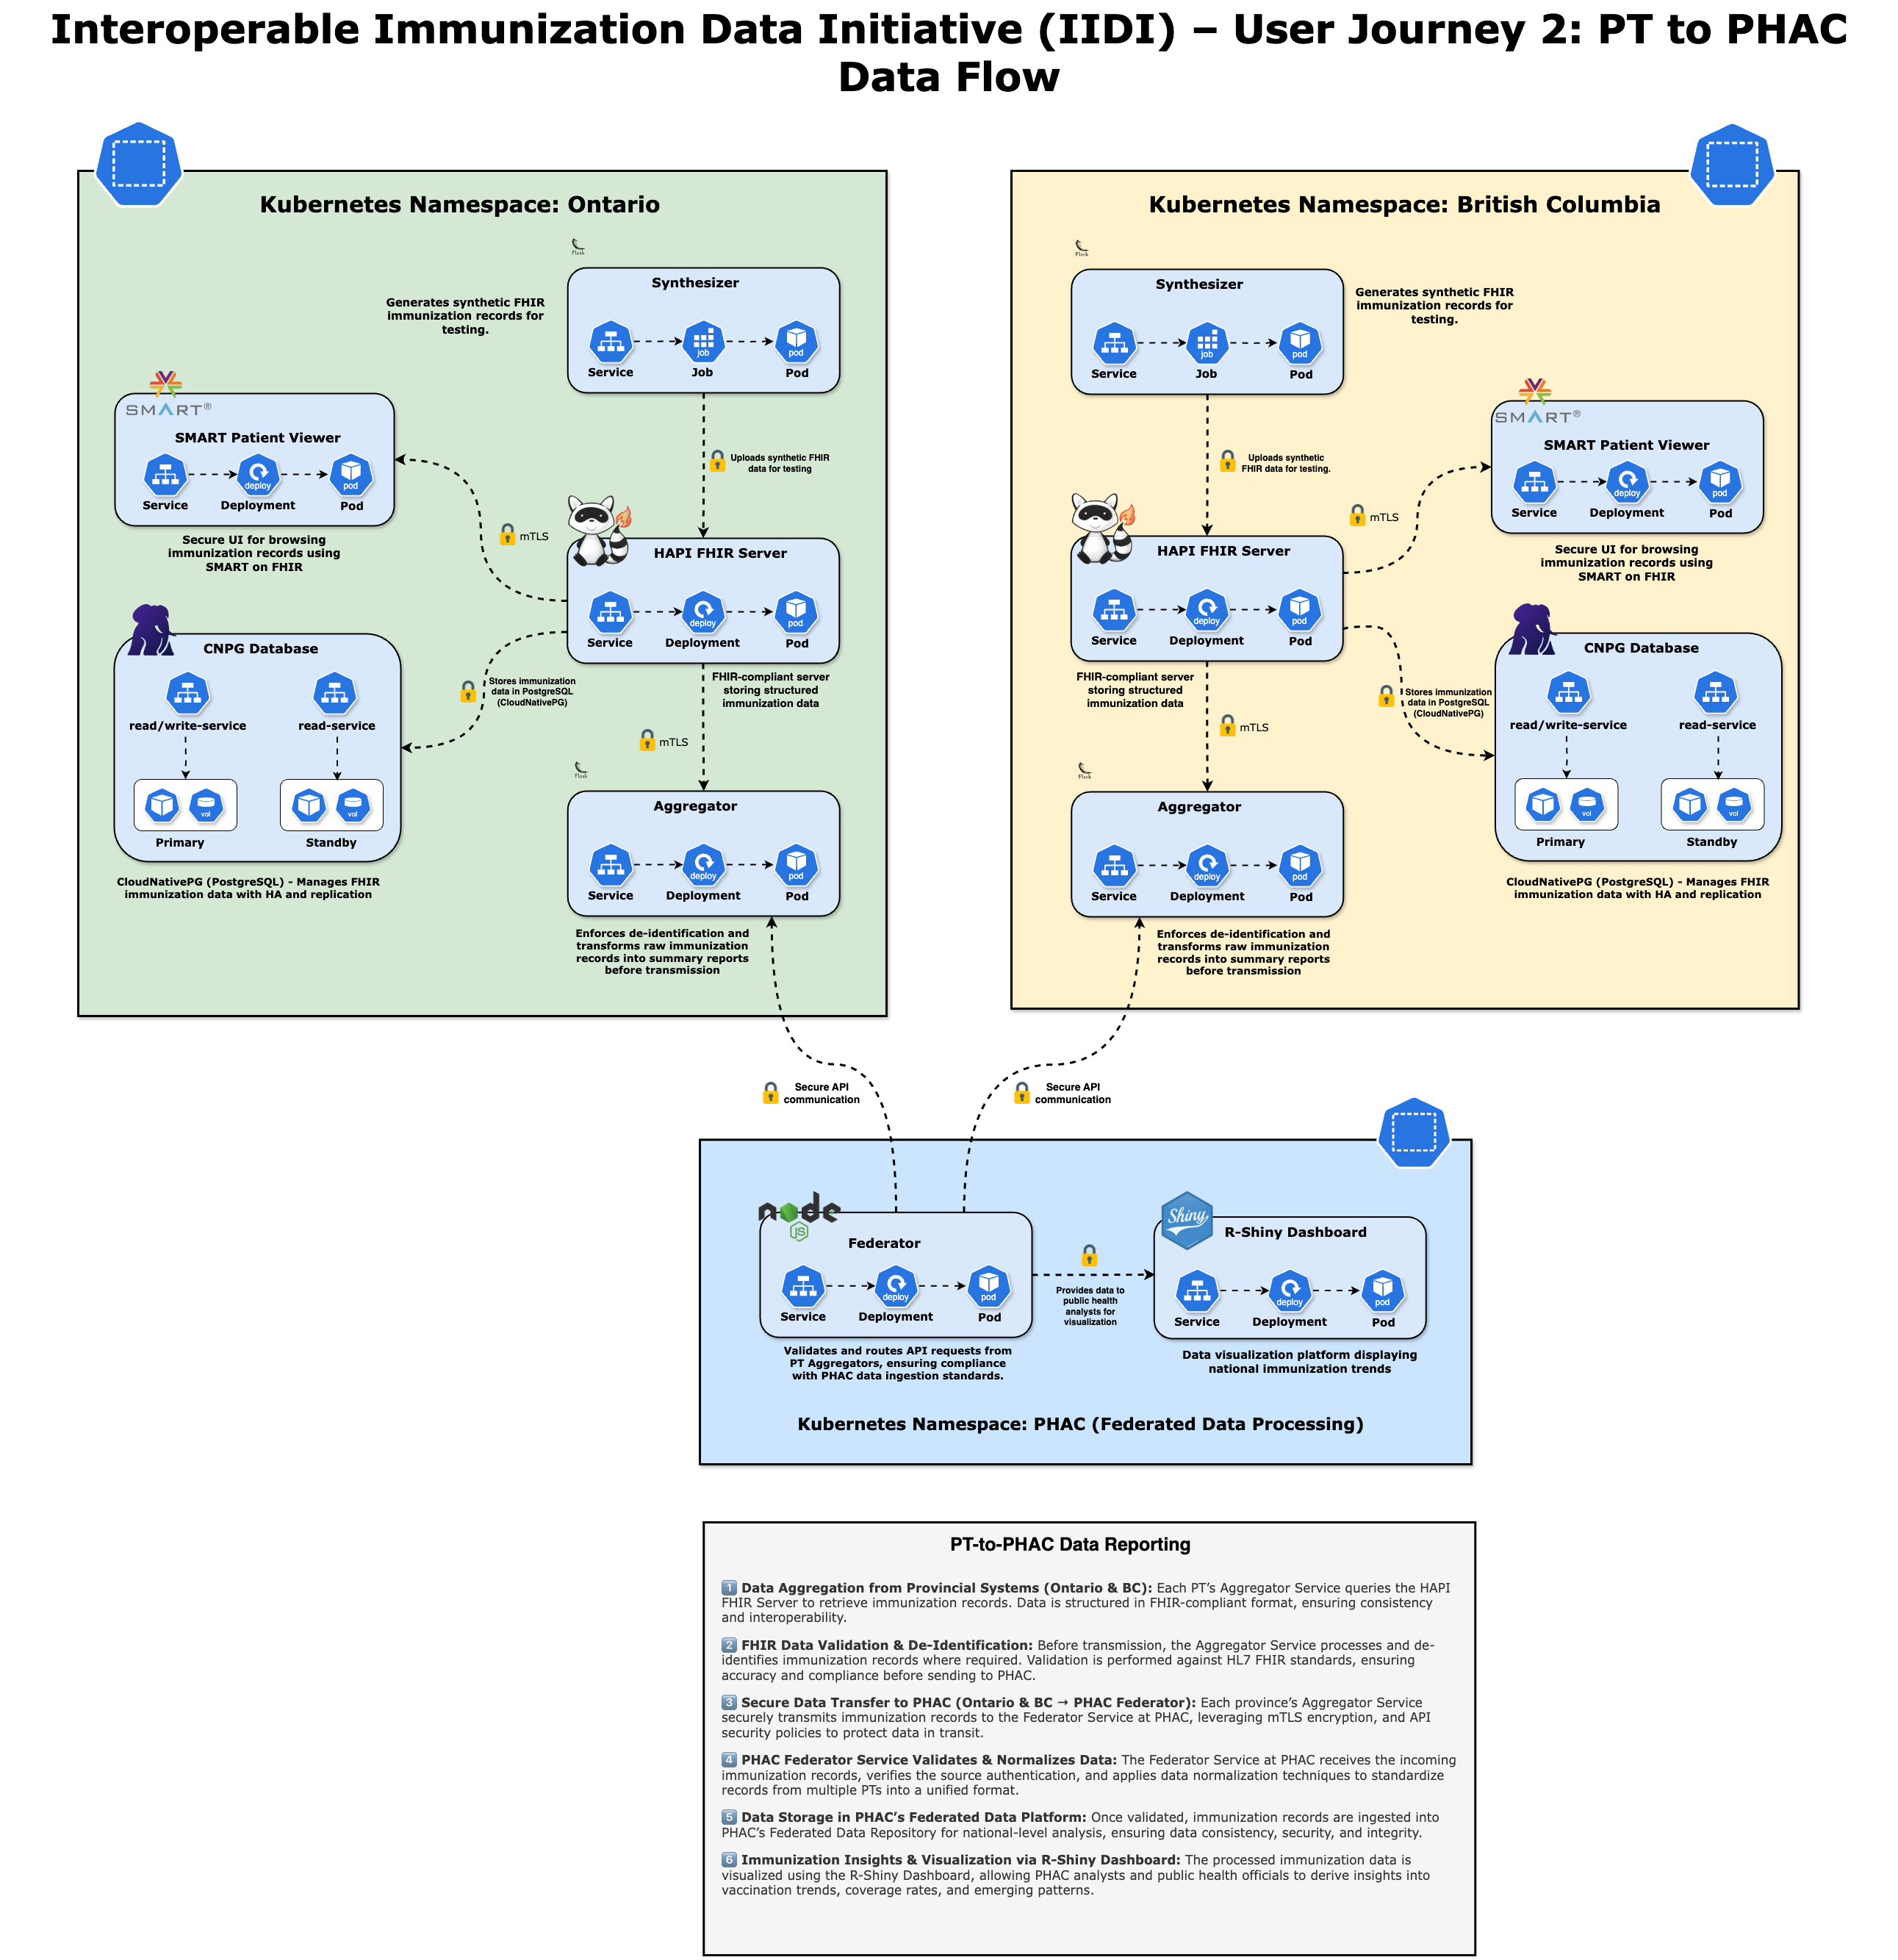 Interoperable Immunization Data Initiative (IIDI) – User Journey 2: PT to PHAC
Data Flow
Kubernetes Namespace: Ontario
Flask
Synthesizer
Generates synthetic FHIR
immunization records for
testing.
job
pod
Service
Job
Pod
SMART®
SMART Patient Viewer
deploy
pod
Service
Deployment
Pod
Secure UI for browsing
immunization records using
SMART on FHIR
Uploads synthetic FHIR
data for testing
mTLS
HAPI FHIR Server
deploy
pod
Service
Deployment
Pod
FHIR-compliant server
storing structured
immunization data
CNPG Database
read/write-service
read-service
vol
vol
Primary
Standby
CloudNativePG (PostgreSQL) - Manages FHIR
immunization data with HA and replication
Stores immunization
data in PostgreSQL
(CloudNativePG)
mTLS
Flask
Aggregator
deploy
pod
Service
Deployment
Pod
Enforces de-identification and
transforms raw immunization
records into summary reports
before transmission
Kubernetes Namespace: British Columbia
Flask
Synthesizer
Generates synthetic FHIR
immunization records for
testing.
job
pod
Service
Job
Pod
Uploads synthetic
FHIR data for testing.
SMART®
SMART Patient Viewer
deploy
pod
Service
Deployment
Pod
Secure UI for browsing
immunization records using
SMART on FHIR
mTLS
HAPI FHIR Server
deploy
pod
Service
Deployment
Pod
FHIR-compliant server
storing structured
immunization data
mTLS
Stores immunization
data in PostgreSQL
(CloudNativePG)
CNPG Database
read/write-service
read-service
vol
vol
Primary
Standby
CloudNativePG (PostgreSQL) - Manages FHIR
immunization data with HA and replication
Flask
Aggregator
deploy
pod
Service
Deployment
Pod
Enforces de-identification and
transforms raw immunization
records into summary reports
before transmission
Secure API
communication
Secure API
communication
node
JS
Federator
deploy
pod
Service
Deployment
Pod
Validates and routes API requests from
PT Aggregators, ensuring compliance
with PHAC data ingestion standards.
Provides data to
public health
analysts for
visualization
Shiny
R-Shiny Dashboard
deploy
pod
Service
Deployment
Pod
Data visualization platform displaying
national immunization trends
Kubernetes Namespace: PHAC (Federated Data Processing)
PT-to-PHAC Data Reporting
1 Data Aggregation from Provincial Systems (Ontario & BC): Each PT’s Aggregator Service queries the HAPI
FHIR Server to retrieve immunization records. Data is structured in FHIR-compliant format, ensuring consistency
and interoperability.
2 FHIR Data Validation & De-Identification: Before transmission, the Aggregator Service processes and de-
identifies immunization records where required. Validation is performed against HL7 FHIR standards, ensuring
accuracy and compliance before sending to PHAC.
3 Secure Data Transfer to PHAC (Ontario & BC → PHAC Federator): Each province’s Aggregator Service
securely transmits immunization records to the Federator Service at PHAC, leveraging mTLS encryption, and API
security policies to protect data in transit.
4 PHAC Federator Service Validates & Normalizes Data: The Federator Service at PHAC receives the incoming
immunization records, verifies the source authentication, and applies data normalization techniques to standardize
records from multiple PTs into a unified format.
5 Data Storage in PHAC’s Federated Data Platform: Once validated, immunization records are ingested into
PHAC’s Federated Data Repository for national-level analysis, ensuring data consistency, security, and integrity.
6 Immunization Insights & Visualization via R-Shiny Dashboard: The processed immunization data is
visualized using the R-Shiny Dashboard, allowing PHAC analysts and public health officials to derive insights into
vaccination trends, coverage rates, and emerging patterns.